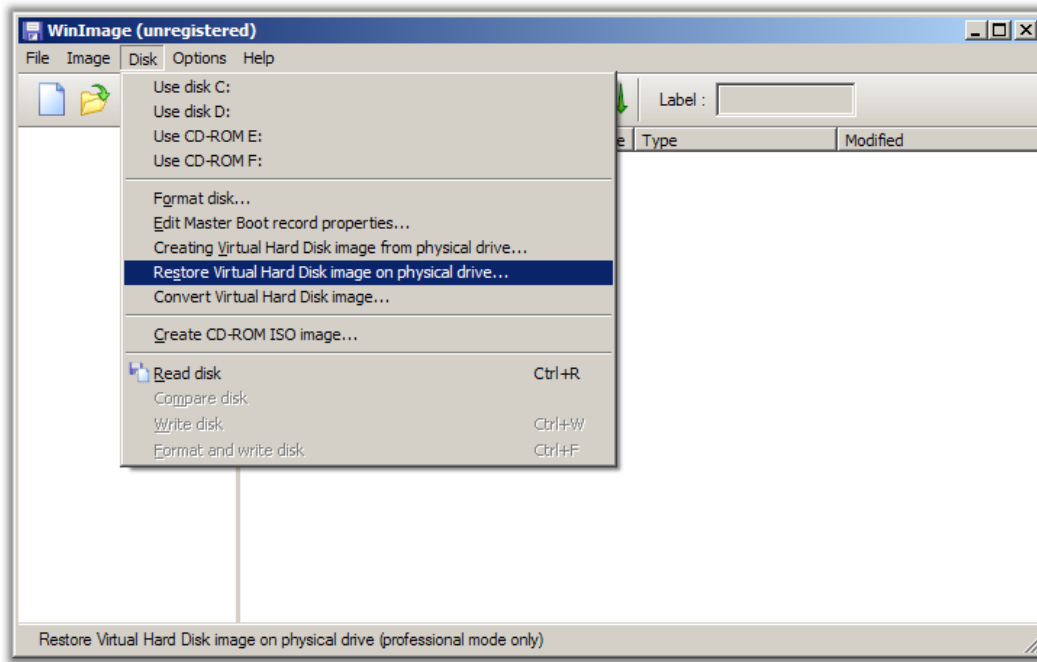 WinImage (unregistered)
File Image Disk Options Help
Label :
Use disk C:
Use disk D:
Use CD-ROM E:
Use CD-ROM F:
e Type Modified
Format disk...
Edit Master Boot record properties...
Creating Virtual Hard Disk image from physical drive...
Restore Virtual Hard Disk image on physical drive...
Convert Virtual Hard Disk image...
Create CD-ROM ISO image...
Read disk Ctrl+R
Compare disk
Write disk Ctrl+W
Format and write disk Ctrl+F
Restore Virtual Hard Disk image on physical drive (professional mode only)